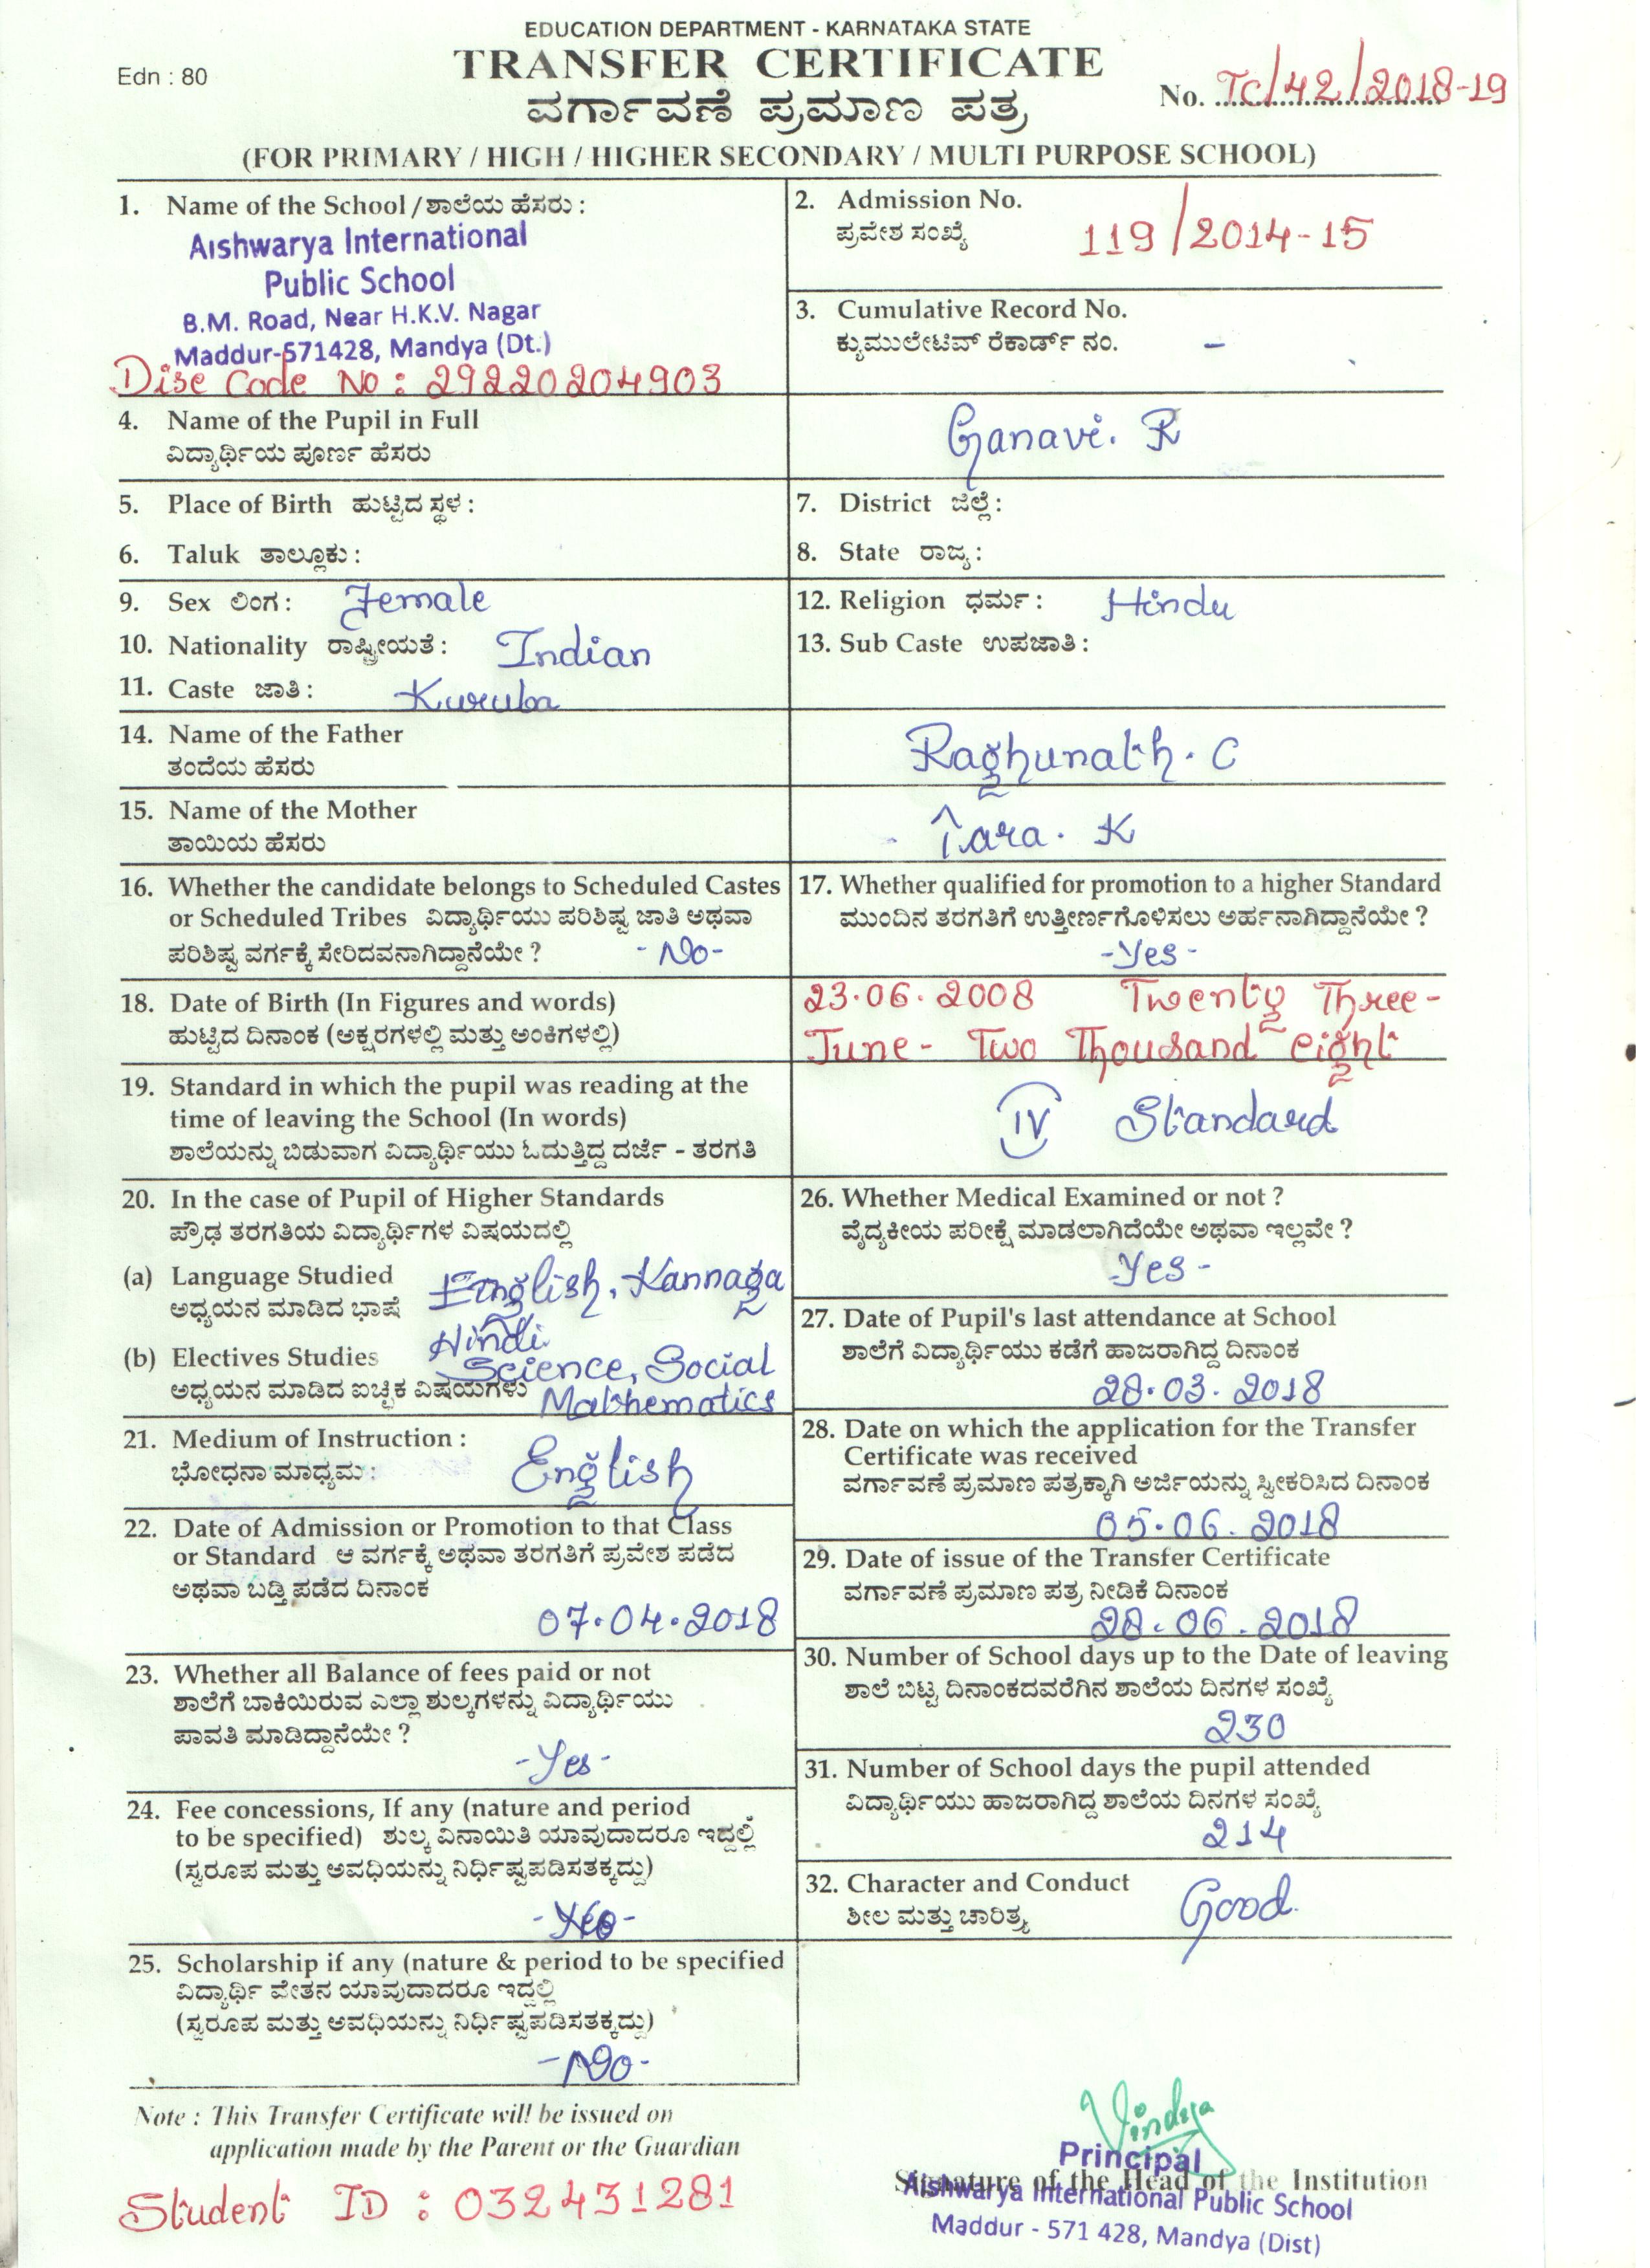 EDUCATION DEPARTMENT - KARNATAKA STATE
Edn : 80
TRANSFER CERTIFICATE
ವರ್ಗಾವಣೆ ಪ್ರಮಾಣ ಪತ್ರ
No. TC/42/2018-19
(FOR PRIMARY / HIGH / HIGHER SECONDARY / MULTI PURPOSE SCHOOL)
1. Name of the School / ಶಾಲೆಯ ಹೆಸರು :
Aishwarya International
Public School
B.M. Road, Near H.K.V. Nagar
Maddur-571428, Mandya (Dt.)
Dise Code No : 29220204903
2. Admission No.
ಪ್ರವೇಶ ಸಂಖ್ಯೆ 119/2014-15
3. Cumulative Record No.
ಕ್ಯುಮುಲೇಟಿವ್ ರೆಕಾರ್ಡ್ ನಂ. -
4. Name of the Pupil in Full
ವಿದ್ಯಾರ್ಥಿಯ ಪೂರ್ಣ ಹೆಸರು
Ganavi. R
5. Place of Birth ಹುಟ್ಟಿದ ಸ್ಥಳ :
6. Taluk ತಾಲ್ಲೂಕು :
7. District ಜಿಲ್ಲೆ :
8. State ರಾಜ್ಯ :
9. Sex ಲಿಂಗ : Female
10. Nationality ರಾಷ್ಟ್ರೀಯತೆ : Indian
11. Caste ಜಾತಿ : Kuruba
12. Religion ಧರ್ಮ : Hindu
13. Sub Caste ಉಪಜಾತಿ :
14. Name of the Father
ತಂದೆಯ ಹೆಸರು
Raghunath. C
15. Name of the Mother
ತಾಯಿಯ ಹೆಸರು
Tara. K
16. Whether the candidate belongs to Scheduled Castes
or Scheduled Tribes ವಿದ್ಯಾರ್ಥಿಯು ಪರಿಶಿಷ್ಟ ಜಾತಿ ಅಥವಾ
ಪರಿಶಿಷ್ಟ ವರ್ಗಕ್ಕೆ ಸೇರಿದವನಾಗಿದ್ದಾನೆಯೇ ? -No-
17. Whether qualified for promotion to a higher Standard
ಮುಂದಿನ ತರಗತಿಗೆ ಉತ್ತೀರ್ಣಗೊಳಿಸಲು ಅರ್ಹನಾಗಿದ್ದಾನೆಯೇ ?
-Yes-
18. Date of Birth (In Figures and words)
ಹುಟ್ಟಿದ ದಿನಾಂಕ (ಅಕ್ಷರಗಳಲ್ಲಿ ಮತ್ತು ಅಂಕಿಗಳಲ್ಲಿ)
23.06.2008 Twenty Three-
June- Two Thousand eight
19. Standard in which the pupil was reading at the
time of leaving the School (In words)
ಶಾಲೆಯನ್ನು ಬಿಡುವಾಗ ವಿದ್ಯಾರ್ಥಿಯು ಓದುತ್ತಿದ್ದ ದರ್ಜೆ - ತರಗತಿ
IV Standard
20. In the case of Pupil of Higher Standards
ಪ್ರೌಢ ತರಗತಿಯ ವಿದ್ಯಾರ್ಥಿಗಳ ವಿಷಯದಲ್ಲಿ
(a) Language Studied English, Kannada
ಅಧ್ಯಯನ ಮಾಡಿದ ಭಾಷೆ
Hindi.
(b) Electives Studies Science, Social
ಅಧ್ಯಯನ ಮಾಡಿದ ಐಚ್ಛಿಕ ವಿಷಯಗಳು Mathematics
21. Medium of Instruction :
ಭೋಧನಾ ಮಾಧ್ಯಮ : English
22. Date of Admission or Promotion to that Class
or Standard ಆ ವರ್ಗಕ್ಕೆ ಅಥವಾ ತರಗತಿಗೆ ಪ್ರವೇಶ ಪಡೆದ
ಅಥವಾ ಬಡ್ತಿ ಪಡೆದ ದಿನಾಂಕ
07.04.2018
23. Whether all Balance of fees paid or not
ಶಾಲೆಗೆ ಬಾಕಿಯಿರುವ ಎಲ್ಲಾ ಶುಲ್ಕಗಳನ್ನು ವಿದ್ಯಾರ್ಥಿಯು
ಪಾವತಿ ಮಾಡಿದ್ದಾನೆಯೇ ?
-Yes-
24. Fee concessions, If any (nature and period
to be specified) ಶುಲ್ಕ ವಿನಾಯಿತಿ ಯಾವುದಾದರೂ ಇದ್ದಲ್ಲಿ
(ಸ್ವರೂಪ ಮತ್ತು ಅವಧಿಯನ್ನು ನಿರ್ಧಿಷ್ಟಪಡಿಸತಕ್ಕದ್ದು)
25. Scholarship if any (nature & period to be specified
ವಿದ್ಯಾರ್ಥಿ ವೇತನ ಯಾವುದಾದರೂ ಇದ್ದಲ್ಲಿ
(ಸ್ವರೂಪ ಮತ್ತು ಅವಧಿಯನ್ನು ನಿರ್ಧಿಷ್ಟಪಡಿಸತಕ್ಕದ್ದು)
-No-
26. Whether Medical Examined or not ?
ವೈದ್ಯಕೀಯ ಪರೀಕ್ಷೆ ಮಾಡಲಾಗಿದೆಯೇ ಅಥವಾ ಇಲ್ಲವೇ ?
-Yes-
27. Date of Pupil's last attendance at School
ಶಾಲೆಗೆ ವಿದ್ಯಾರ್ಥಿಯು ಕಡೆಗೆ ಹಾಜರಾಗಿದ್ದ ದಿನಾಂಕ
28.03.2018
28. Date on which the application for the Transfer
Certificate was received
ವರ್ಗಾವಣೆ ಪ್ರಮಾಣ ಪತ್ರಕ್ಕಾಗಿ ಅರ್ಜಿಯನ್ನು ಸ್ವೀಕರಿಸಿದ ದಿನಾಂಕ
05.06.2018
29. Date of issue of the Transfer Certificate
ವರ್ಗಾವಣೆ ಪ್ರಮಾಣ ಪತ್ರ ನೀಡಿಕೆ ದಿನಾಂಕ
28.06.2018
30. Number of School days up to the Date of leaving
ಶಾಲೆ ಬಿಟ್ಟ ದಿನಾಂಕದವರೆಗಿನ ಶಾಲೆಯ ದಿನಗಳ ಸಂಖ್ಯೆ
230
31. Number of School days the pupil attended
ವಿದ್ಯಾರ್ಥಿಯು ಹಾಜರಾಗಿದ್ದ ಶಾಲೆಯ ದಿನಗಳ ಸಂಖ್ಯೆ
214
32. Character and Conduct
ಶೀಲ ಮತ್ತು ಚಾರಿತ್ರ್ಯ Good.
Note : This Transfer Certificate will be issued on
application made by the Parent or the Guardian
Student ID : 032431281
Vindya
Principal
Signature of the Head of the Institution
Aishwarya International Public School
Maddur - 571 428, Mandya (Dist)